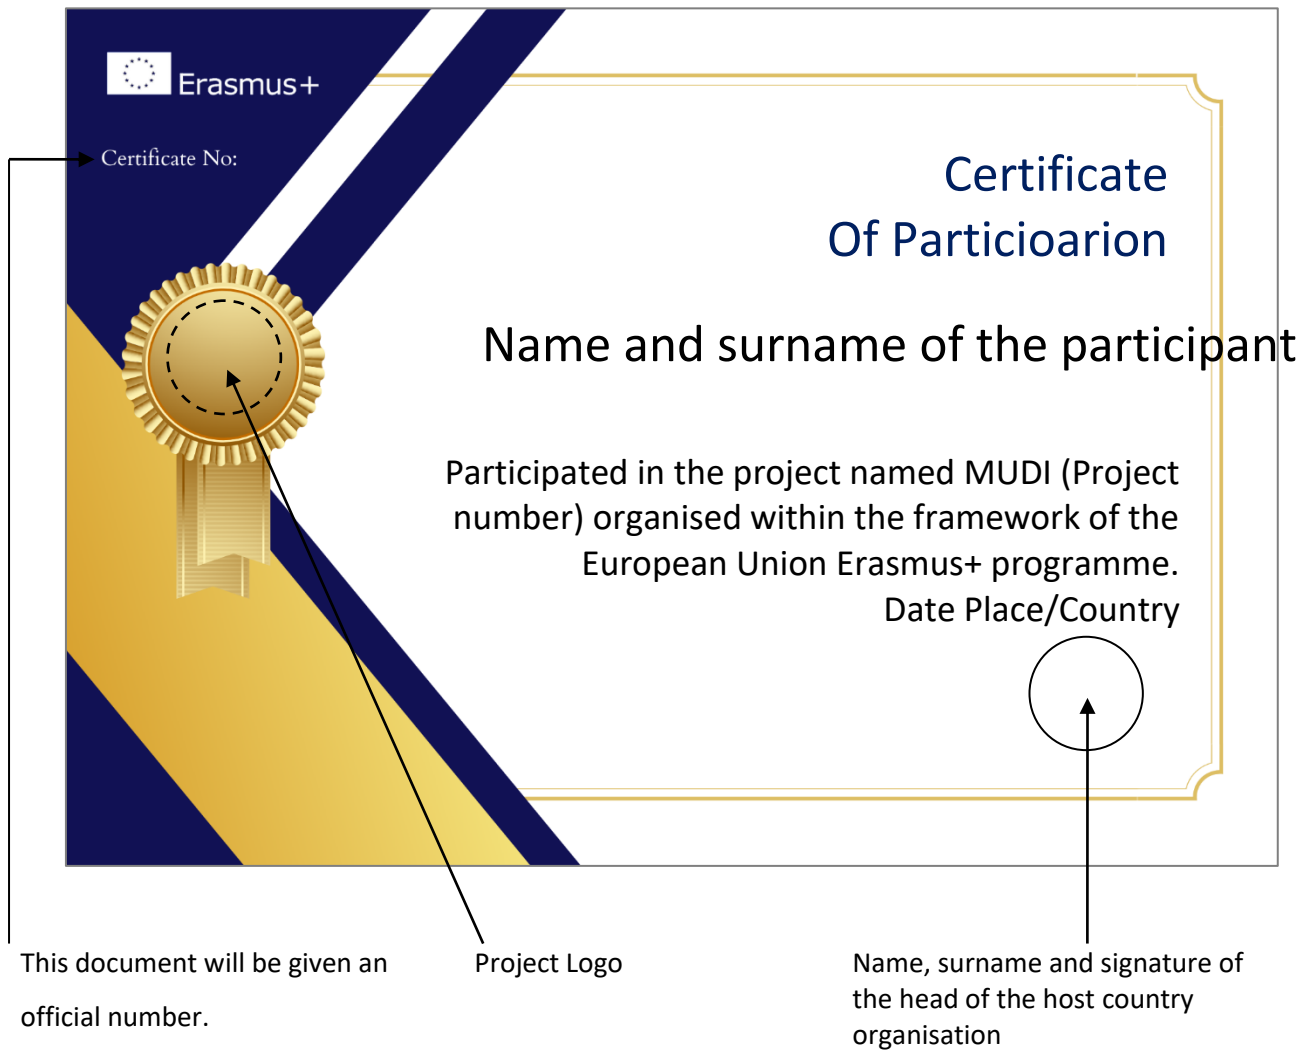 Erasmus+
Certificate No:
Certificate
Of Particioarion
Name and surname of the participant
Participated in the project named MUDI (Project
number) organised within the framework of the
European Union Erasmus+ programme.
Date Place/Country
This document will be given an
official number.
Project Logo
Name, surname and signature of
the head of the host country
organisation